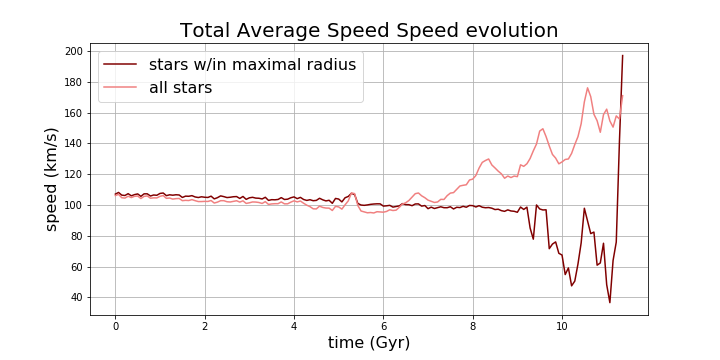 Total Average Speed Speed evolution
stars w/in maximal radius
all stars
speed (km/s)
200
180
160
140
120
100
80
60
40
0 2 4 6 8 10
time (Gyr)